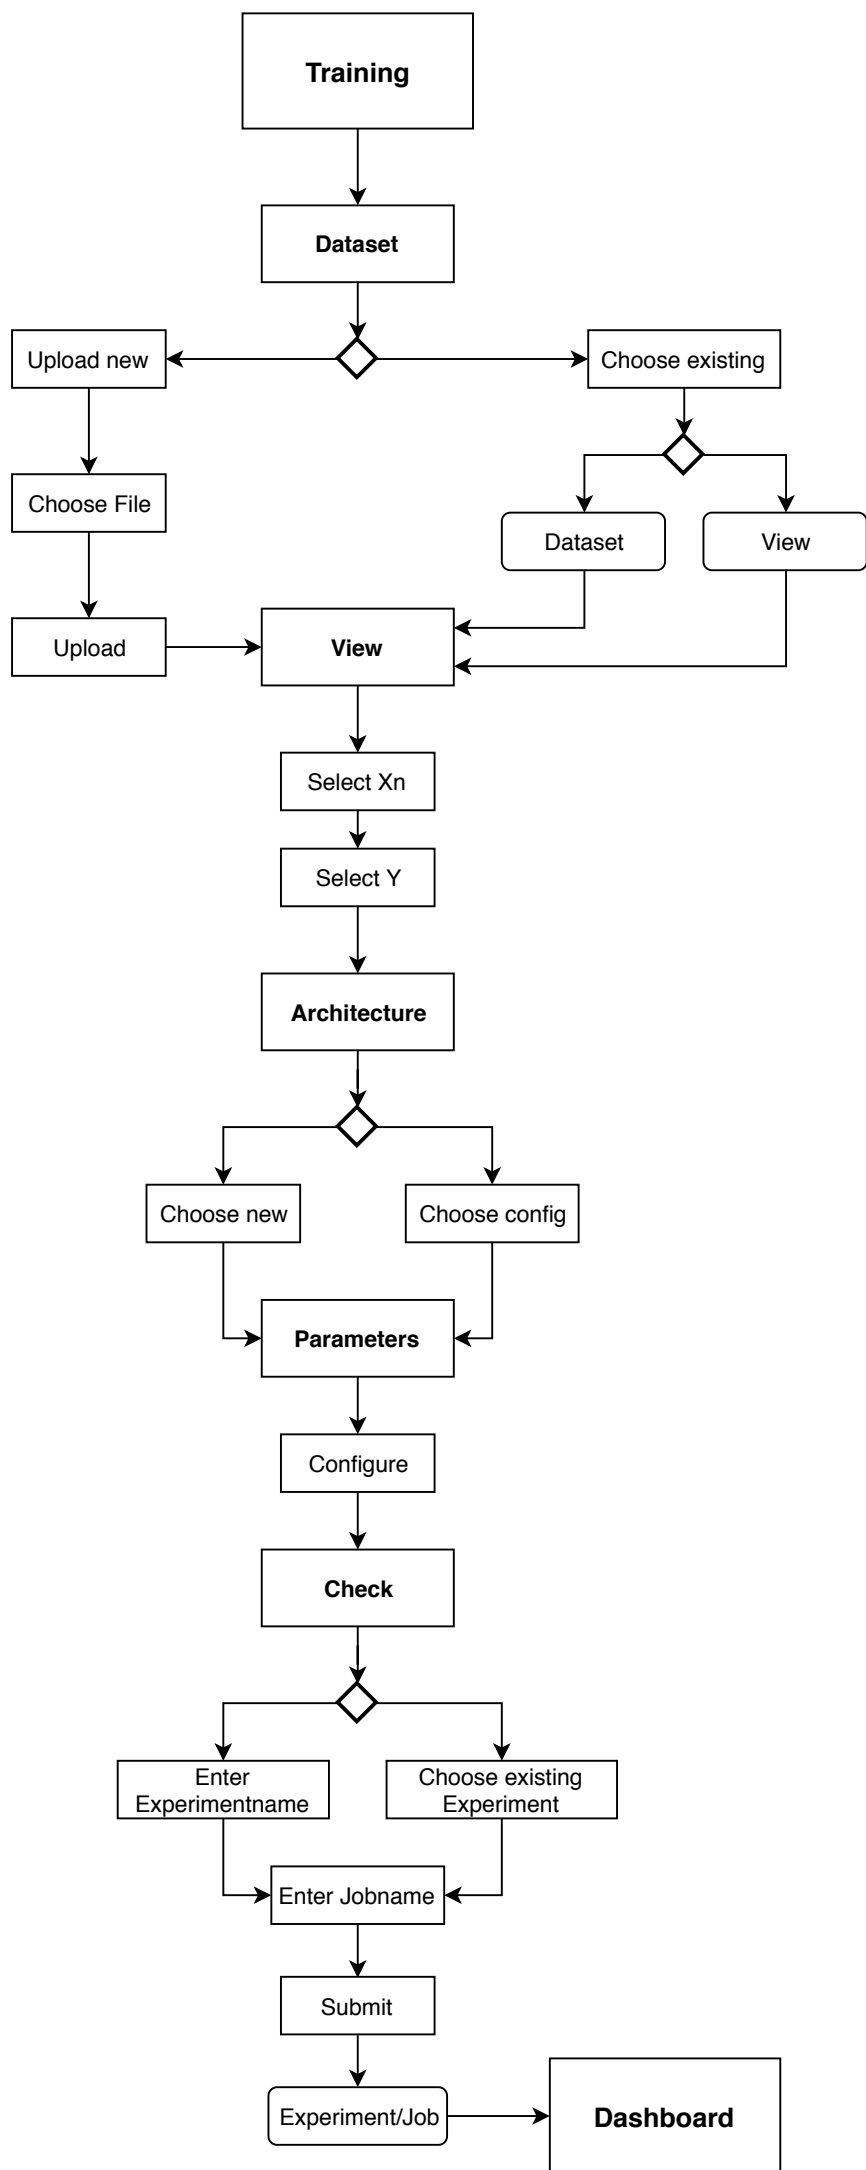 Training
Dataset
Upload new
Choose existing
Choose File
Dataset
View
Upload
View
Select Xn
Select Y
Architecture
Choose new
Choose config
Parameters
Configure
Check
Enter
Experimentname
Choose existing
Experiment
Enter Jobname
Submit
Experiment/Job
Dashboard